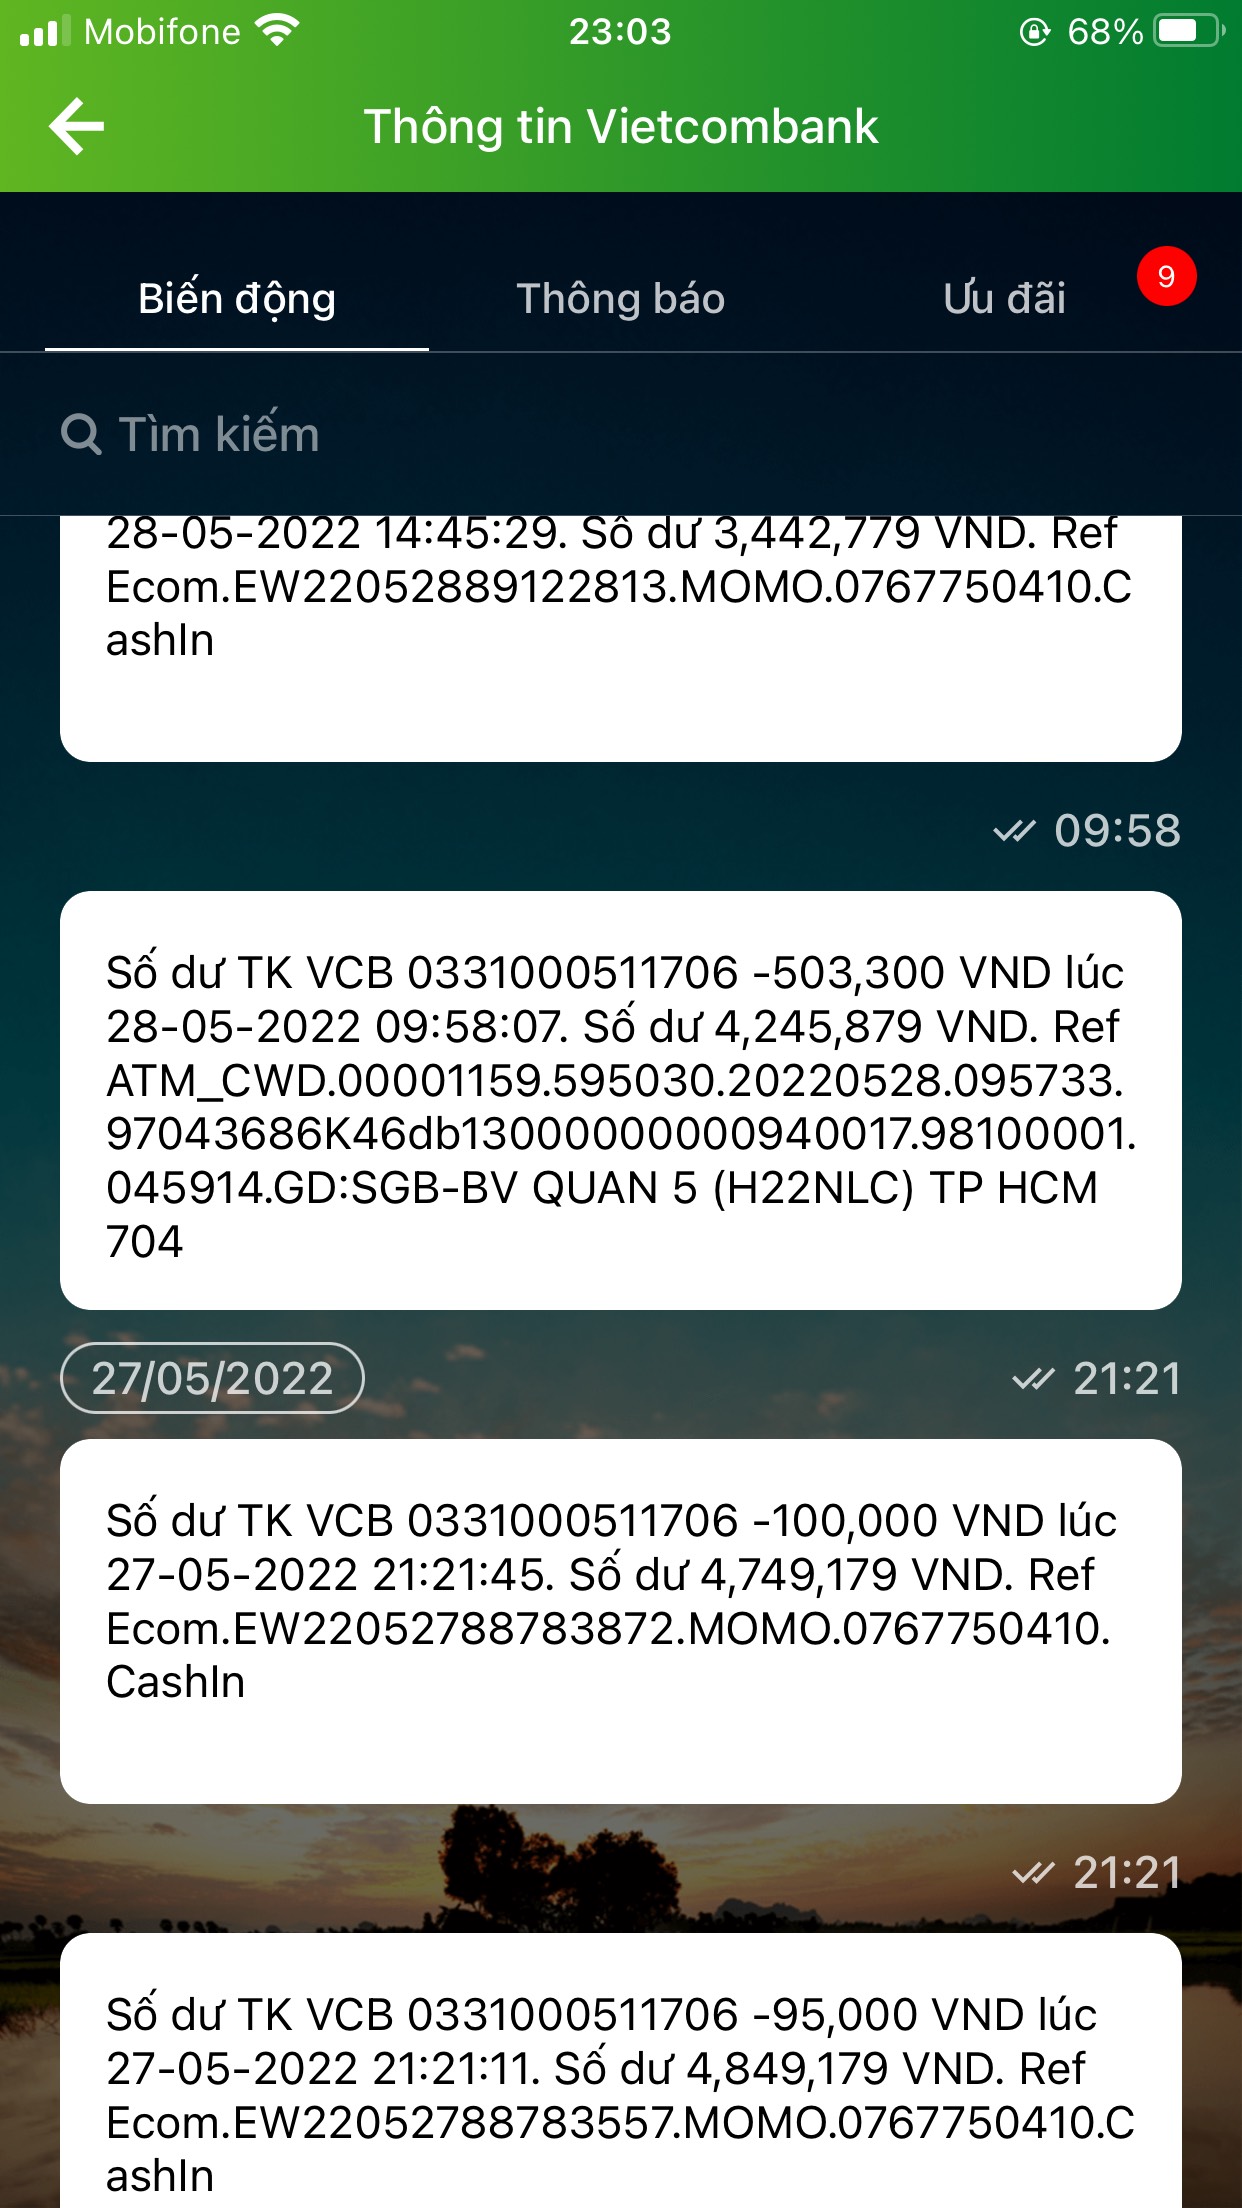 Mobifone
23:03
68%
Thông tin Vietcombank
Biến động
Thông báo
Ưu đãi
9
Tìm kiếm
28-05-2022 14:45:29. Số dư 3,442,779 VND. Ref
Ecom.EW22052889122813.MOMO.0767750410.C
ashIn
09:58
Số dư TK VCB 0331000511706 -503,300 VND lúc
28-05-2022 09:58:07. Số dư 4,245,879 VND. Ref
ATM_CWD.00001159.595030.20220528.095733.
97043686K46db13000000000940017.98100001.
045914.GD:SGB-BV QUAN 5 (H22NLC) TP HCM
704
27/05/2022
21:21
Số dư TK VCB 0331000511706 -100,000 VND lúc
27-05-2022 21:21:45. Số dư 4,749,179 VND. Ref
Ecom.EW22052788783872.MOMO.0767750410.
CashIn
21:21
Số dư TK VCB 0331000511706 -95,000 VND lúc
27-05-2022 21:21:11. Số dư 4,849,179 VND. Ref
Ecom.EW22052788783557.MOMO.0767750410.C
ashIn